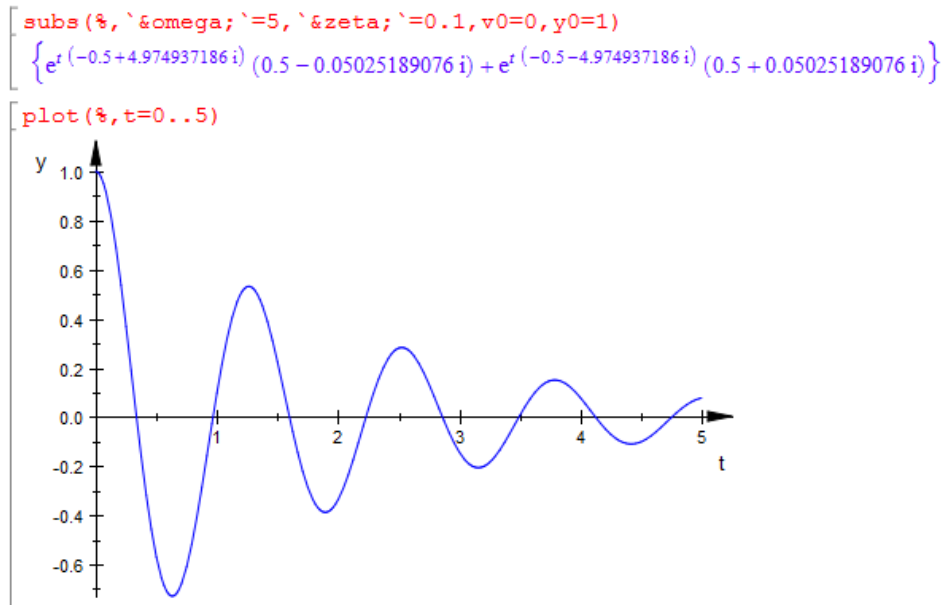 subs(%,`&omega;`=5,`&zeta;`=0.1,v0=0,y0=1)
{e^{t (-0.5+4.974937186 i)} (0.5 - 0.05025189076 i) + e^{t (-0.5-4.974937186 i)} (0.5 + 0.05025189076 i)}
plot(%,t=0..5)
y
1.0
0.8
0.6
0.4
0.2
0.0
1 2 3 4 5
t
-0.2
-0.4
-0.6